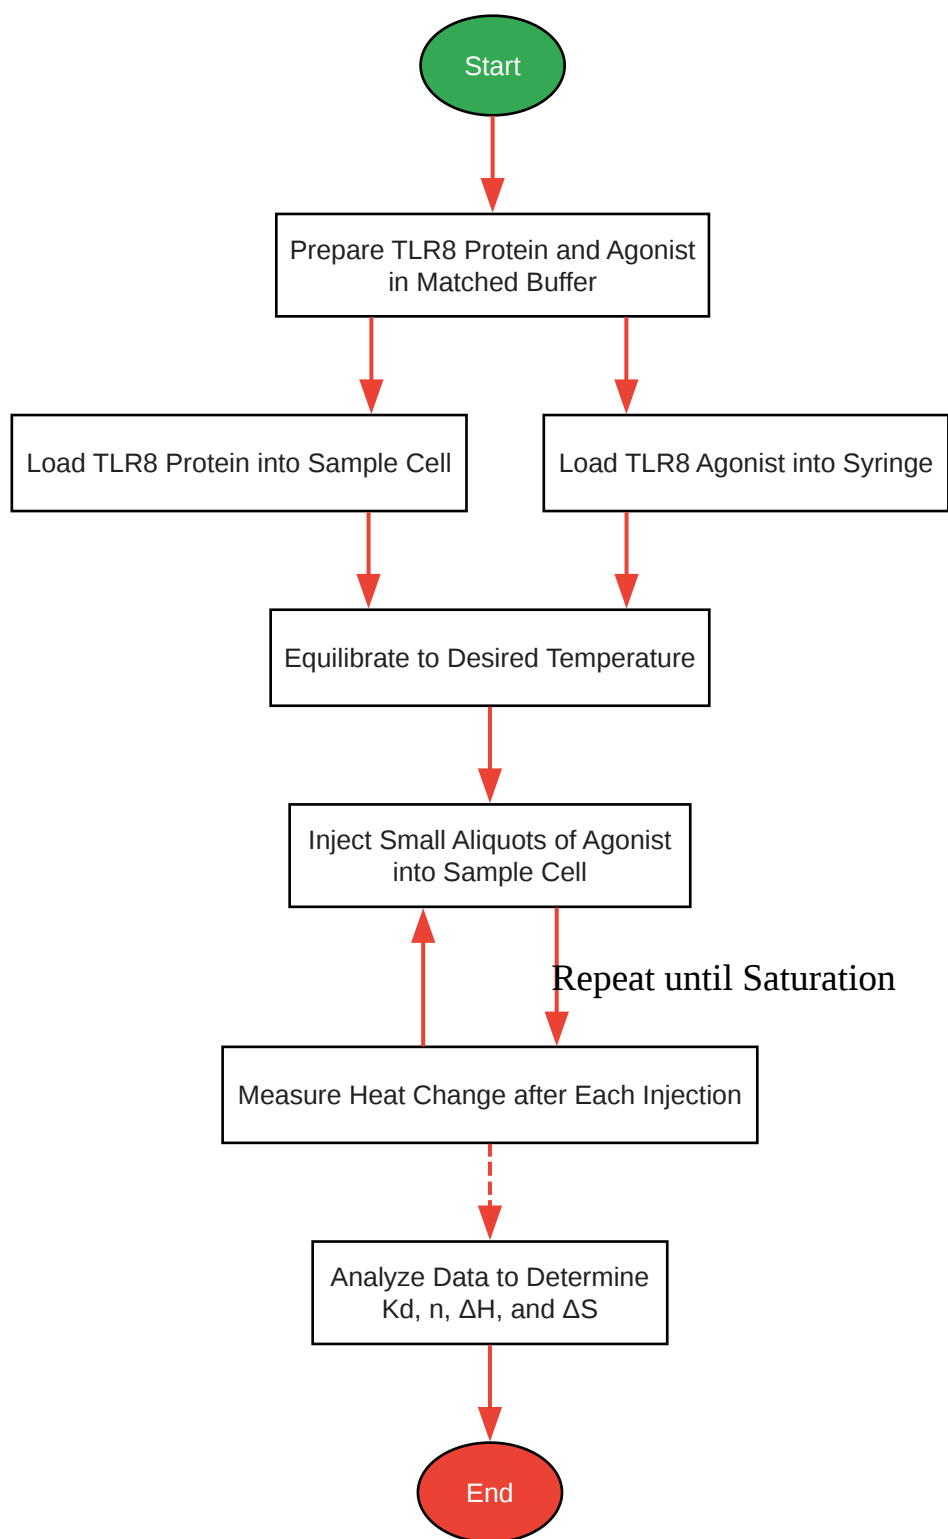 Start
Prepare TLR8 Protein and Agonist
in Matched Buffer
Load TLR8 Protein into Sample Cell
Load TLR8 Agonist into Syringe
Equilibrate to Desired Temperature
Inject Small Aliquots of Agonist
into Sample Cell
Repeat until Saturation
Measure Heat Change after Each Injection
Analyze Data to Determine
Kd, n, ΔH, and ΔS
End